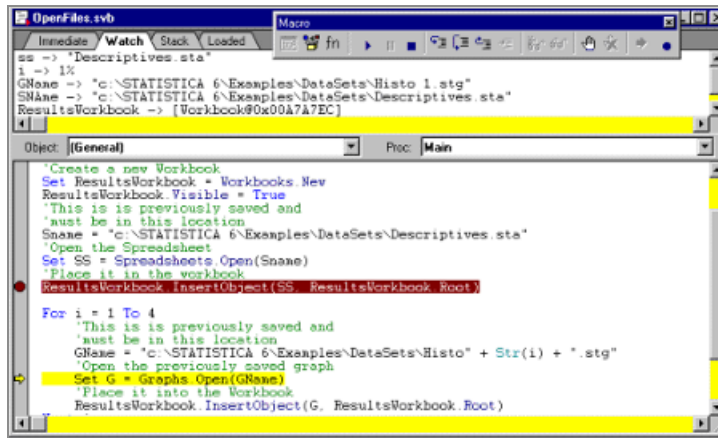 OpenFiles.svb
Macro
Immediate Watch Stack Loaded
fn
ss -> "Descriptives.sta"
i -> 1%
GName -> "c:\STATISTICA 6\Examples\DataSets\Histo 1.stg"
SNAme -> "c:\STATISTICA 6\Examples\DataSets\Descriptives.sta"
ResultsWorkbook -> [Workbook@0x00A7A7EC]
Object: (General) Proc: Main
'Create a new Workbook
Set ResultsWorkbook = Workbooks.New
ResultsWorkbook.Visible = True
'This is is previously saved and
'must be in this location
Sname = "c:\STATISTICA 6\Examples\DataSets\Descriptives.sta"
'Open the Spreadsheet
Set SS = Spreadsheets.Open(Sname)
'Place it in the workbook
ResultsWorkbook.InsertObject(SS, ResultsWorkbook.Root)
For i = 1 To 4
'This is is previously saved and
'must be in this location
GName = "c:\STATISTICA 6\Examples\DataSets\Histo" + Str(i) + ".stg"
'Open the previously saved graph
Set G = Graphs.Open(GName)
'Place it into the Workbook
ResultsWorkbook.InsertObject(G, ResultsWorkbook.Root)